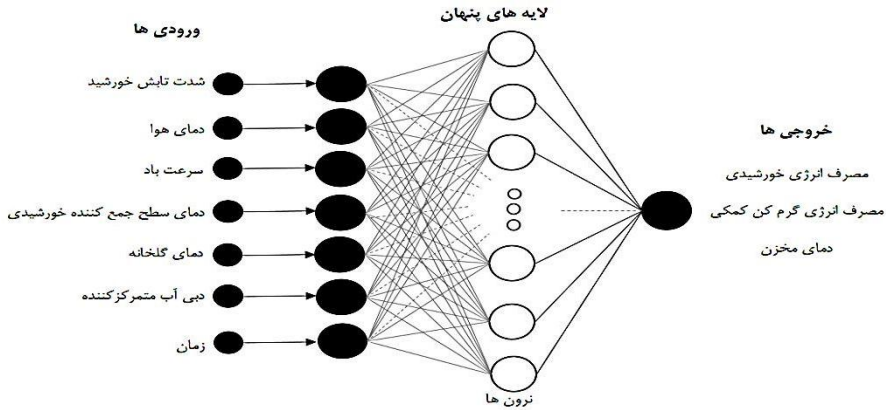 لایه های پنهان
ورودی ها
شدت تابش خورشید
دمای هوا
سرعت باد
دمای سطح جمع کننده خورشیدی
دمای گلخانه
دبی آب متمرکزکننده
زمان
نرون ها
خروجی ها
مصرف انرژی خورشیدی
مصرف انرژی گرم کن کمکی
دمای مخزن